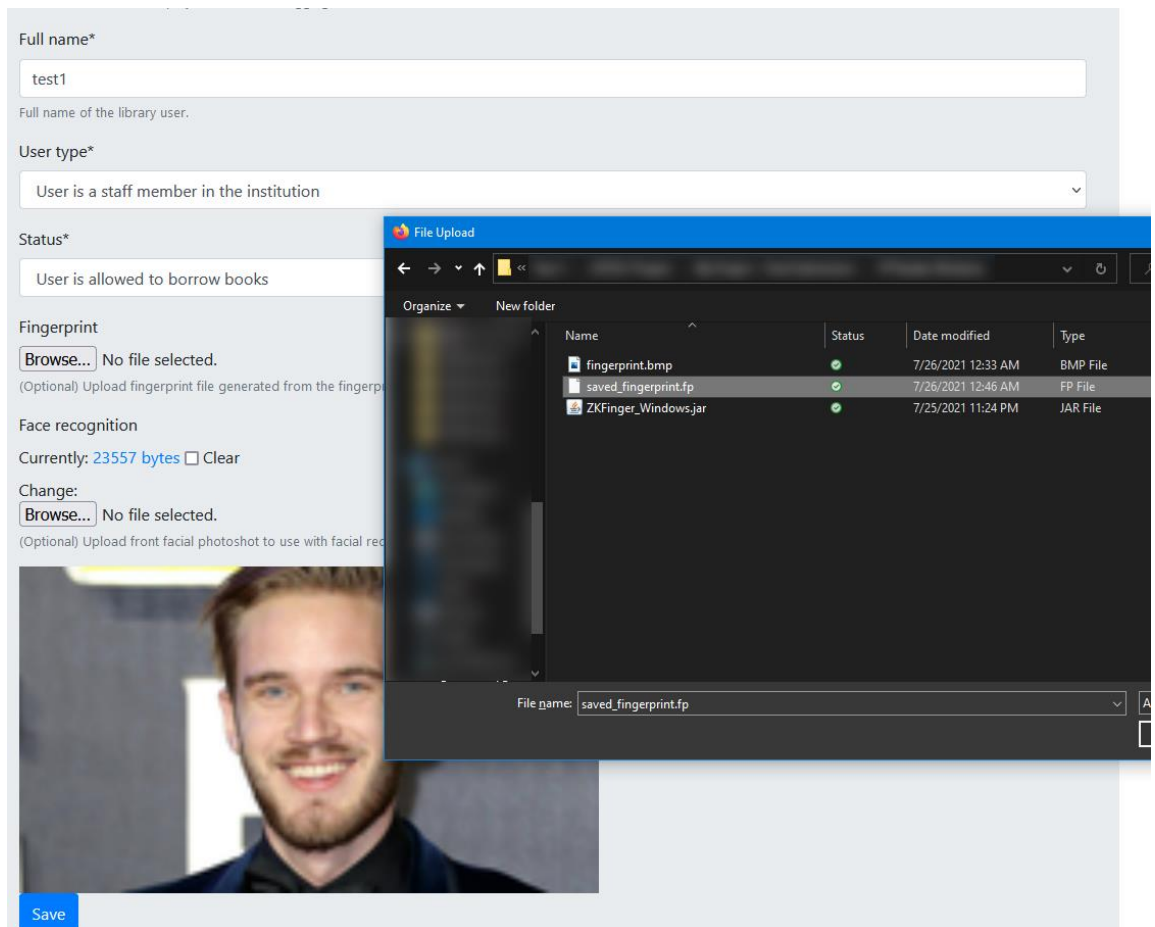 Full name*
test1
Full name of the library user.
User type*
User is a staff member in the institution
Status*
User is allowed to borrow books
Fingerprint
Browse... No file selected.
(Optional) Upload fingerprint file generated from the
Face recognition
Currently: 23557 bytes Clear
Change:
Browse... No file selected.
(Optional) Upload front facial photoshot to use with facial
Save
File Upload
Organize New folder
Name Status Date modified Type
fingerprint.bmp 7/26/2021 12:33 AM BMP File
saved_fingerprint.fp 7/26/2021 12:46 AM FP File
ZKFinger_Windows.jar 7/25/2021 11:24 PM JAR File
File name: saved_fingerprint.fp